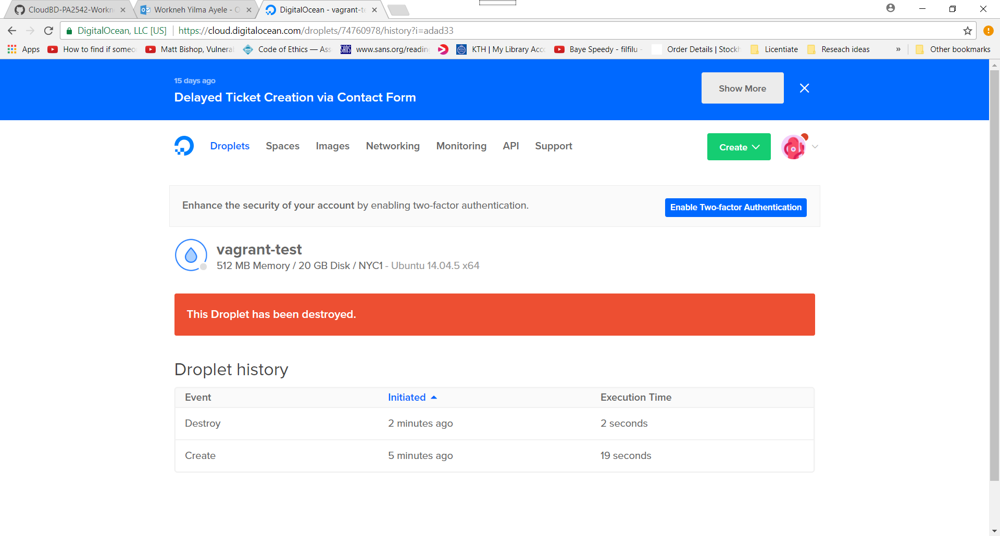 CloudBD-PA2542-Workn
Workneh Yilma Ayele - O
DigitalOcean - vagrant-te
DigitalOcean, LLC [US] https://cloud.digitalocean.com/droplets/74760978/history?i=adad33
Apps How to find if someo Matt Bishop, Vulneral Code of Ethics — Ass www.sans.org/readin KTH | My Library Acco Baye Speedy - filfilu - Order Details | Stockh Licentiate Reseach ideas » Other bookmarks
15 days ago
Delayed Ticket Creation via Contact Form
Show More
Droplets Spaces Images Networking Monitoring API Support Create
Enhance the security of your account by enabling two-factor authentication. Enable Two-factor Authentication
vagrant-test
512 MB Memory / 20 GB Disk / NYC1 - Ubuntu 14.04.5 x64
This Droplet has been destroyed.
Droplet history
Event Initiated Execution Time
Destroy 2 minutes ago 2 seconds
Create 5 minutes ago 19 seconds